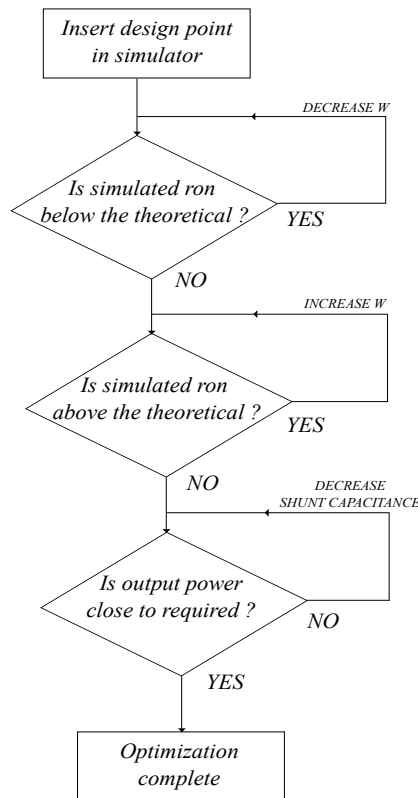 Insert design point
in simulator
DECREASE W
Is simulated ron
below the theoretical ?
YES
NO
INCREASE W
Is simulated ron
above the theoretical ?
YES
NO
DECREASE
SHUNT CAPACITANCE
Is output power
close to required ?
NO
YES
Optimization
complete